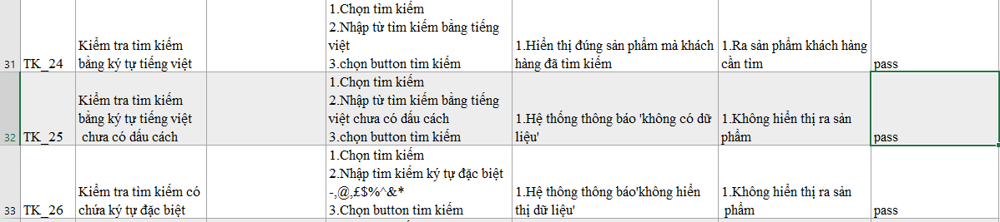 1.Chọn tìm kiếm
2.Nhập từ tìm kiếm bằng tiếng
Kiểm tra tìm kiếm
việt
1.Hiển thị đúng sản phẩm mà khách
1.Ra sản phẩm khách hàng
31 TK_24
bằng ký tự tiếng việt
3.chọn button tìm kiếm
hàng đã tìm kiếm
cần tìm
pass
1.Chọn tìm kiếm
Kiểm tra tìm kiếm
2.Nhập từ tìm kiếm bằng tiếng
bằng ký tự tiếng việt
việt chưa có dấu cách
1.Hệ thống thông báo 'không có dữ
1.Không hiển thị ra sản
32 TK_25
chưa có dấu cách
3.chọn button tìm kiếm
liệu'
phẩm
pass
1.Chọn tìm kiếm
2.Nhập tìm kiếm ký tự đặc biệt
Kiểm tra tìm kiếm có
-,@,£$%^&*
1.Hệ thông thông báo'không hiển
1.Không hiển thị ra sản
33 TK_26
chứa ký tự đặc biệt
3.Chọn button tìm kiếm
thị dữ liệu'
phẩm
pass